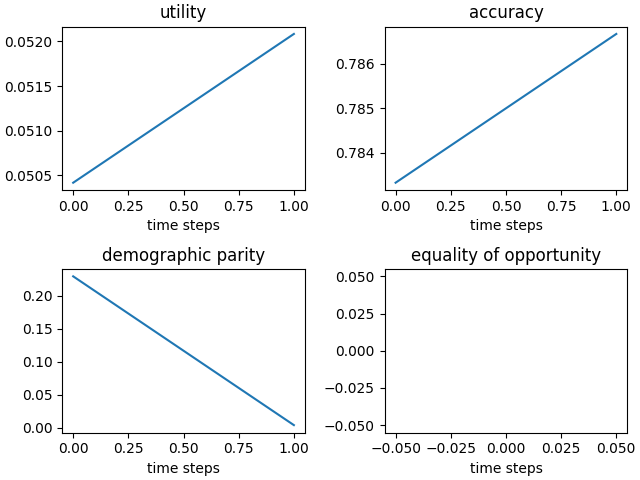 utility
0.0520
0.0515
0.0510
0.0505
0.00 0.25 0.50 0.75 1.00
time steps
accuracy
0.786
0.785
0.784
0.00 0.25 0.50 0.75 1.00
time steps
demographic parity
0.20
0.15
0.10
0.05
0.00
0.00 0.25 0.50 0.75 1.00
time steps
equality of opportunity
0.050
0.025
0.000
−0.025
−0.050
−0.050 −0.025 0.000 0.025 0.050
time steps